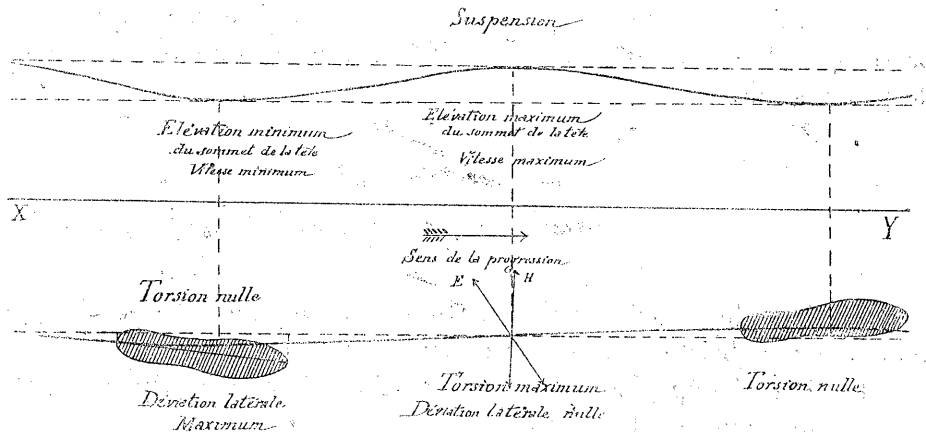 Suspension
Elévation minimum
du sommet de la tête
Vitesse minimum
Elévation maximum
du sommet de la tête
Vitesse maximum
X
Y
Sens de la progression
E
H
Torsion nulle
Déviation latérale
Maximum
Torsion maximum
Déviation latérale nulle
Torsion nulle